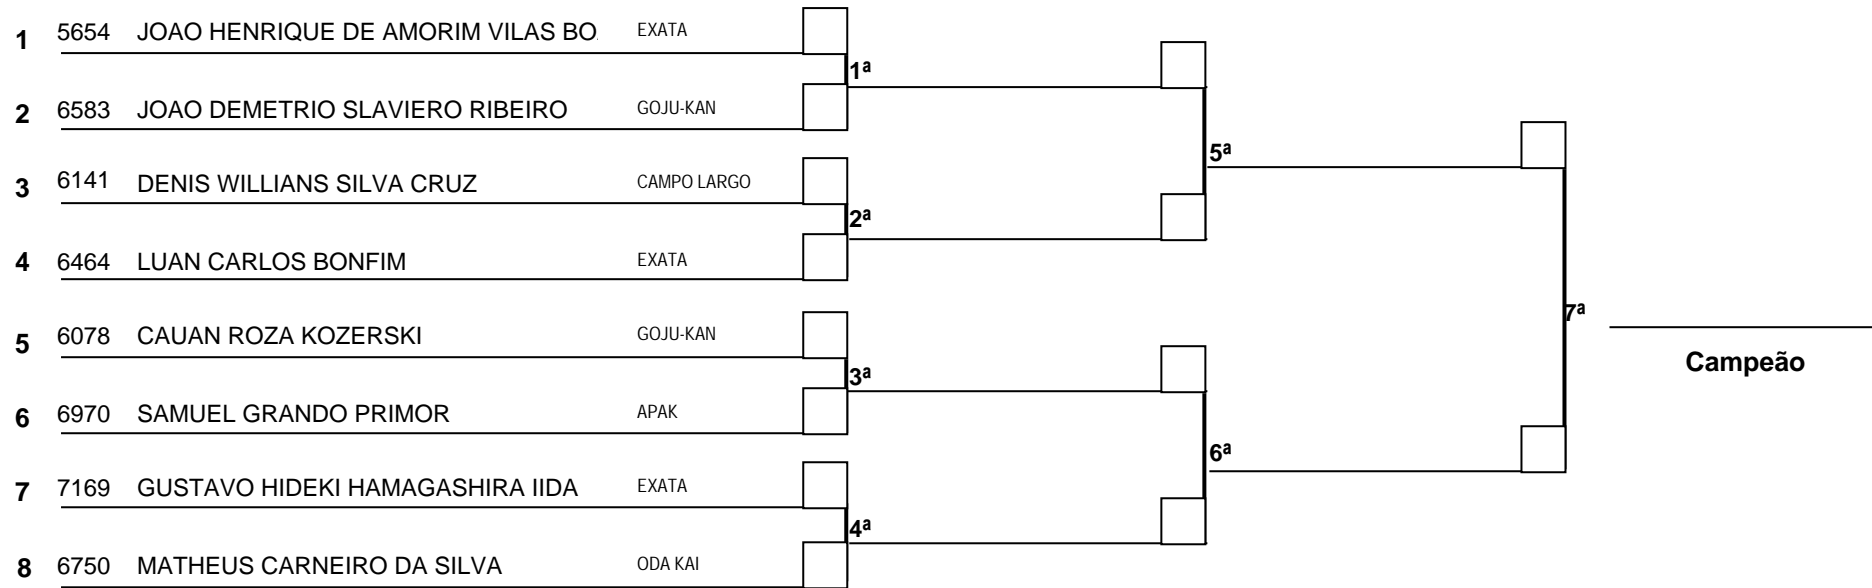 1 5654 JOAO HENRIQUE DE AMORIM VILAS BO EXATA
1ª
2 6583 JOAO DEMETRIO SLAVIERO RIBEIRO GOJU-KAN
5ª
3 6141 DENIS WILLIANS SILVA CRUZ CAMPO LARGO
2ª
4 6464 LUAN CARLOS BONFIM EXATA
7ª
5 6078 CAUAN ROZA KOZERSKI GOJU-KAN
Campeão
3ª
6 6970 SAMUEL GRANDO PRIMOR APAK
6ª
7 7169 GUSTAVO HIDEKI HAMAGASHIRA IIDA EXATA
4ª
8 6750 MATHEUS CARNEIRO DA SILVA ODA KAI